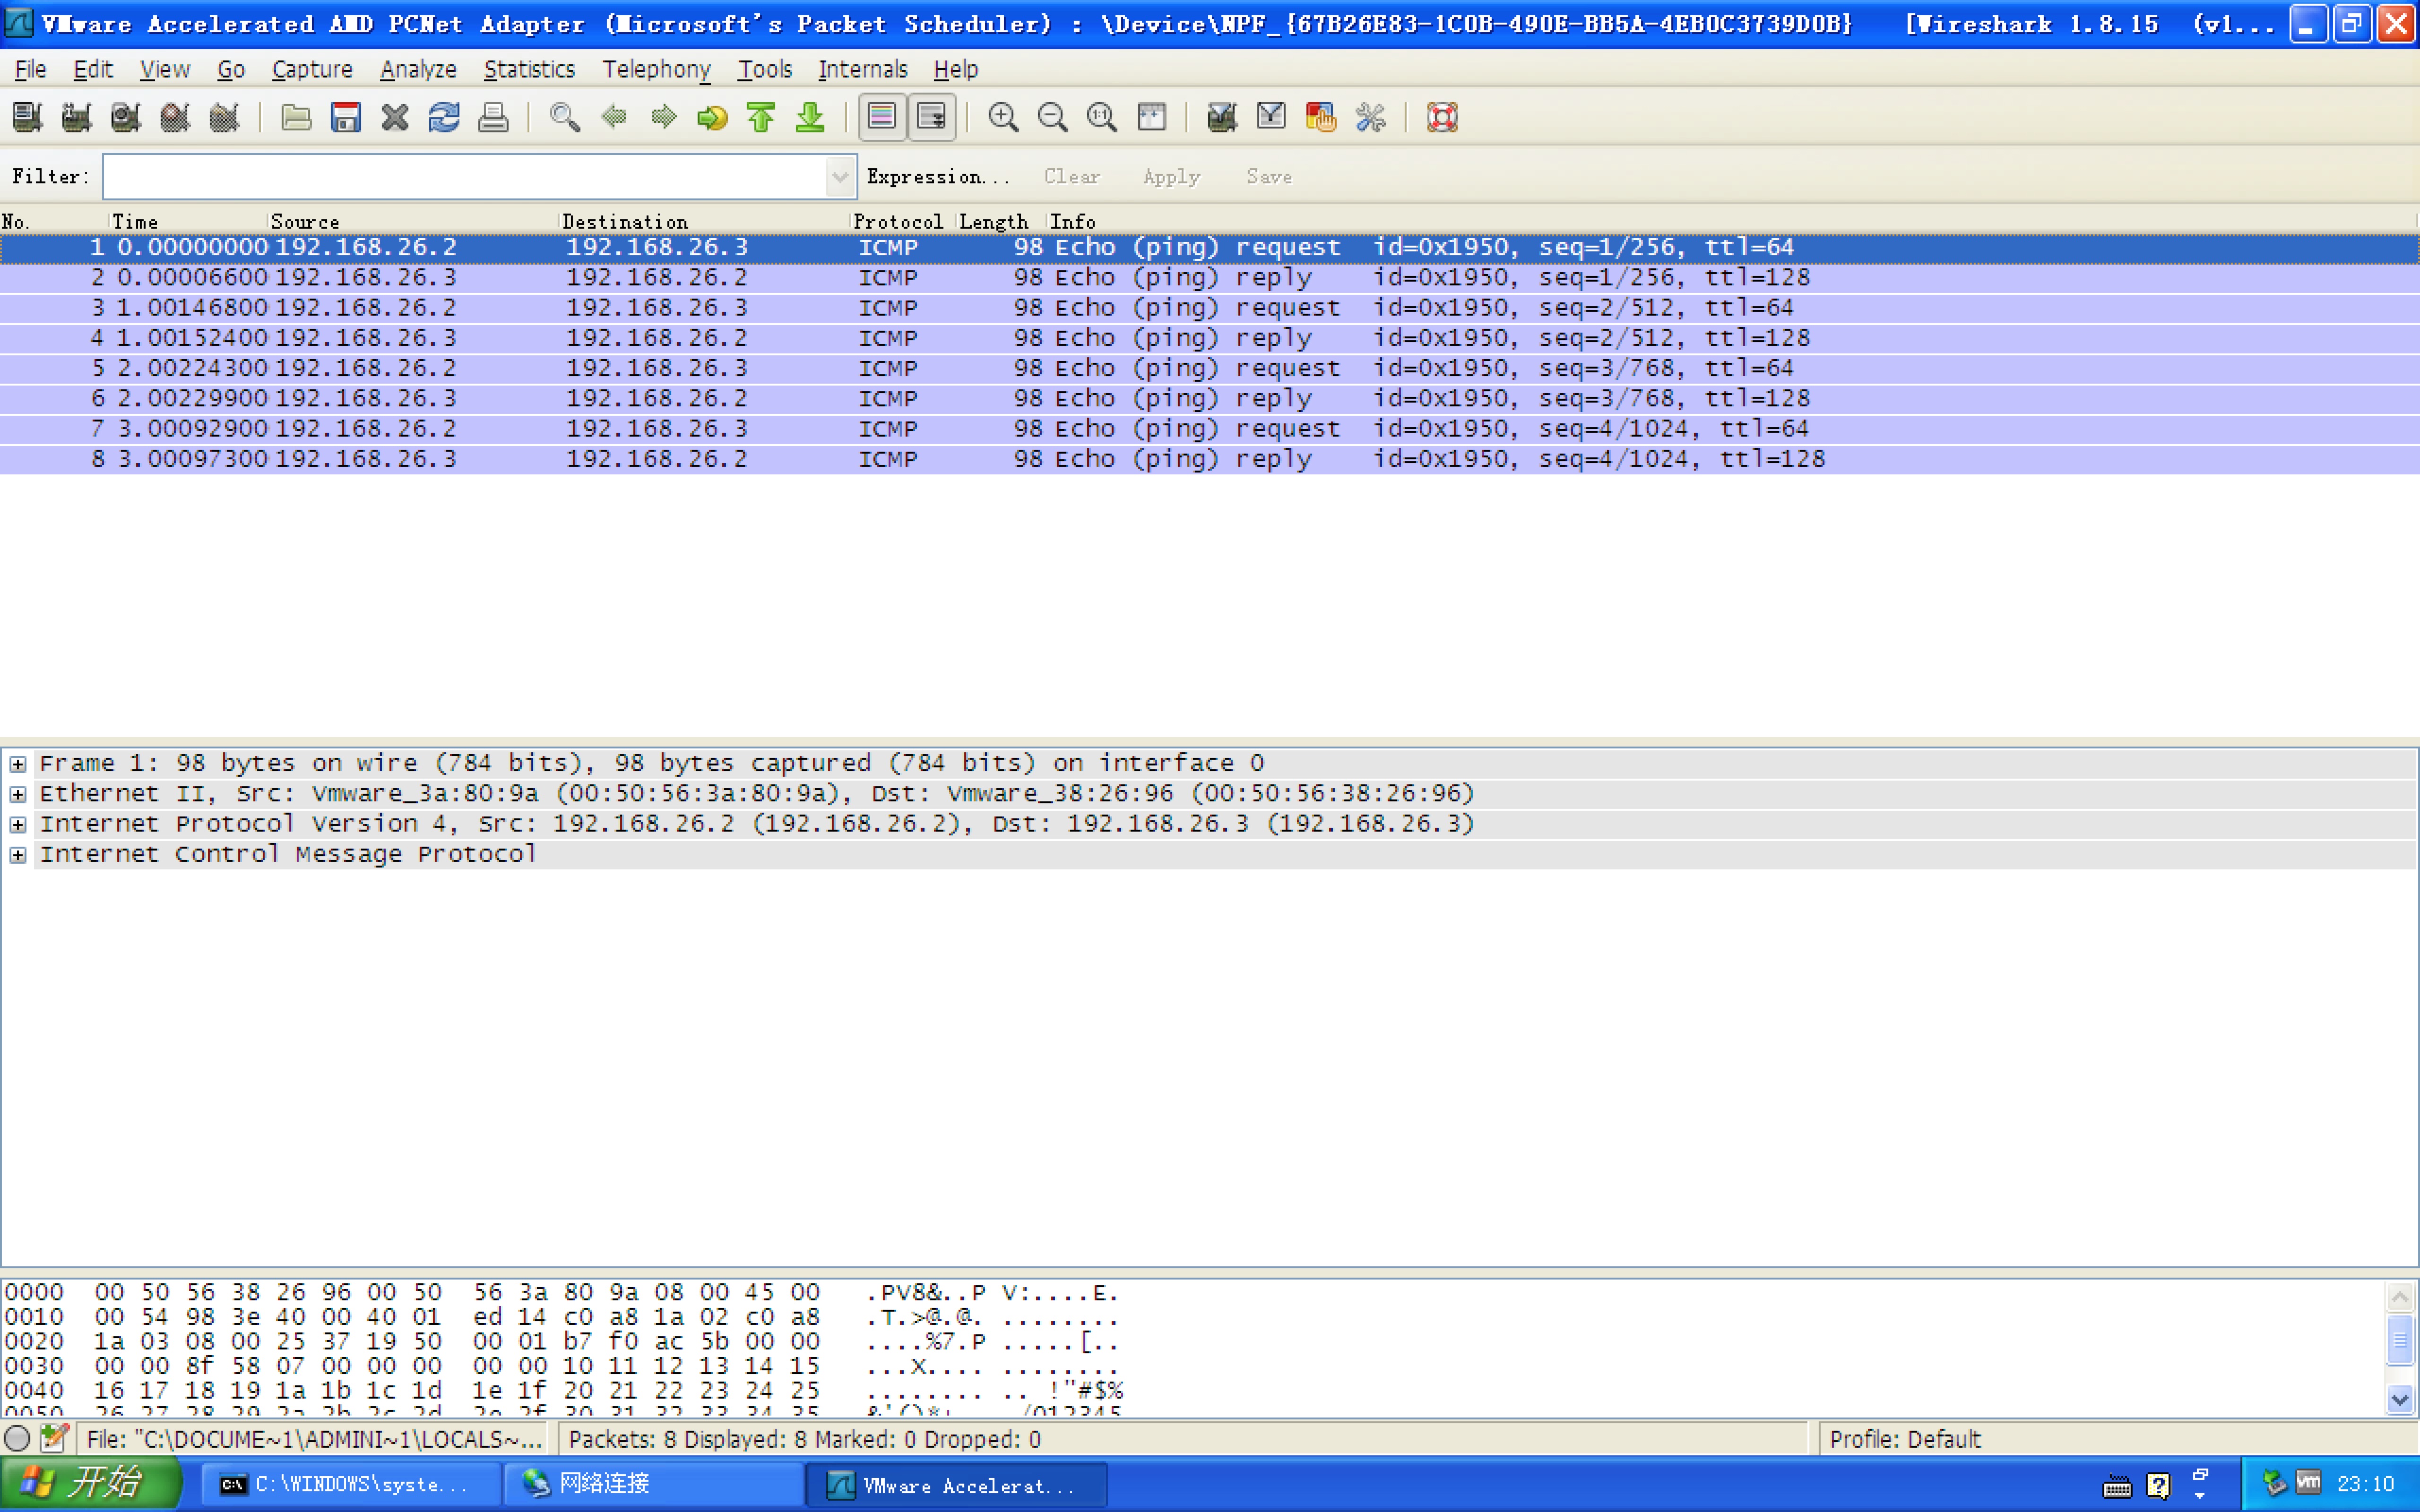 VMware Accelerated AMD PCNet Adapter (Microsoft's Packet Scheduler) : \Device\NPF_{67B26E83-1C0B-490E-BB5A-4EB0C3739D0B} [Wireshark 1.8.15 (v1...
File Edit View Go Capture Analyze Statistics Telephony Tools Internals Help
Filter: Expression... Clear Apply Save
No. Time Source Destination Protocol Length Info
1 0.00000000 192.168.26.2 192.168.26.3 ICMP 98 Echo (ping) request id=0x1950, seq=1/256, ttl=64
2 0.00006600 192.168.26.3 192.168.26.2 ICMP 98 Echo (ping) reply id=0x1950, seq=1/256, ttl=128
3 1.00146800 192.168.26.2 192.168.26.3 ICMP 98 Echo (ping) request id=0x1950, seq=2/512, ttl=64
4 1.00152400 192.168.26.3 192.168.26.2 ICMP 98 Echo (ping) reply id=0x1950, seq=2/512, ttl=128
5 2.00224300 192.168.26.2 192.168.26.3 ICMP 98 Echo (ping) request id=0x1950, seq=3/768, ttl=64
6 2.00229900 192.168.26.3 192.168.26.2 ICMP 98 Echo (ping) reply id=0x1950, seq=3/768, ttl=128
7 3.00092900 192.168.26.2 192.168.26.3 ICMP 98 Echo (ping) request id=0x1950, seq=4/1024, ttl=64
8 3.00097300 192.168.26.3 192.168.26.2 ICMP 98 Echo (ping) reply id=0x1950, seq=4/1024, ttl=128
Frame 1: 98 bytes on wire (784 bits), 98 bytes captured (784 bits) on interface 0
Ethernet II, Src: Vmware_3a:80:9a (00:50:56:3a:80:9a), Dst: Vmware_38:26:96 (00:50:56:38:26:96)
Internet Protocol Version 4, Src: 192.168.26.2 (192.168.26.2), Dst: 192.168.26.3 (192.168.26.3)
Internet Control Message Protocol
0000 00 50 56 38 26 96 00 50 56 3a 80 9a 08 00 45 00 .PV8&..P V:....E.
0010 00 54 98 3e 40 00 40 01 ed 14 c0 a8 1a 02 c0 a8 .T.>@.@. ........
0020 1a 03 08 00 25 37 19 50 00 01 b7 f0 ac 5b 00 00 ....%7.P .....[..
0030 00 00 8f 58 07 00 00 00 00 00 10 11 12 13 14 15 ...X.... ........
0040 16 17 18 19 1a 1b 1c 1d 1e 1f 20 21 22 23 24 25 ........ .. !"#$%
0050 26 27 28 29 2a 2b 2c 2d 2e 2f 30 31 32 33 34 35 &'()*+,- ./012345
File: "C:\DOCUME~1\ADMINI~1\LOCALS~... Packets: 8 Displayed: 8 Marked: 0 Dropped: 0 Profile: Default
开始 C:\WINDOWS\syste... 网络连接 VMware Accelerat... 23:10